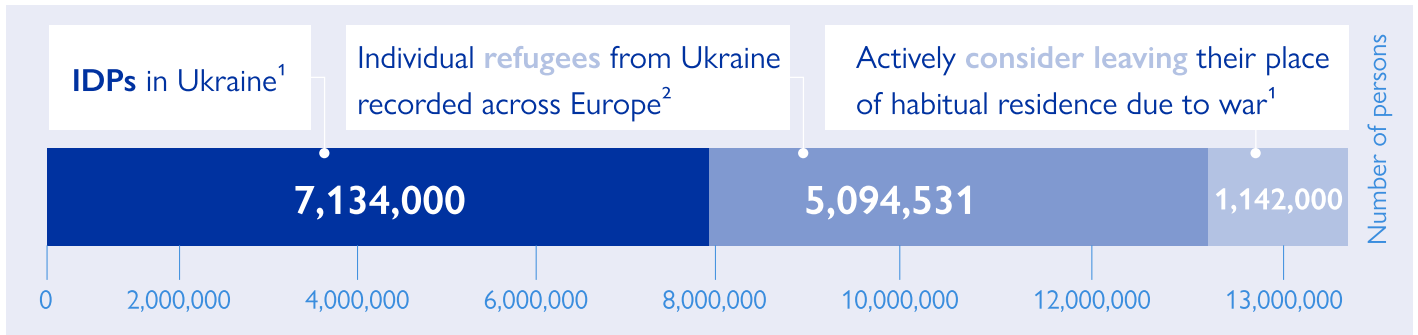 IDPs in Ukraine¹
Individual refugees from Ukraine
recorded across Europe²
Actively consider leaving their place
of habitual residence due to war¹
Number of persons
7,134,000
5,094,531
1,142,000
0
2,000,000
4,000,000
6,000,000
8,000,000
10,000,000
12,000,000
13,000,000